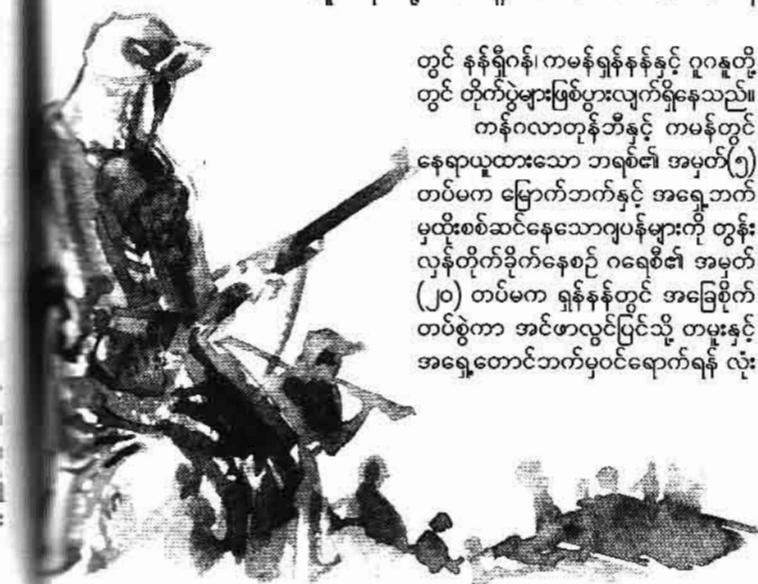 တွင် နန်ရှီဂန်၊ ကမန်ရှန်နန်နှင့် ဂူဂနူတို့
တွင် တိုက်ပွဲများဖြစ်ပွားလျက်ရှိနေသည်။
ကန်ဂလာတုန်ဘီနှင့် ကမန်တွင်
နေရာယူထားသော ဘရစ်၏ အမှတ်(၅)
တပ်မက မြောက်ဘက်နှင့် အရှေ့ဘက်
မှထိုးစစ်ဆင်နေသောဂျပန်များကို တွန်း
လှန်တိုက်ခိုက်နေစဉ် ဂရေစီ၏ အမှတ်
(၂၀) တပ်မက ရှန်နန်တွင် အခြေစိုက်
တပ်စွဲကာ အင်ဖာလွင်ပြင်သို့ တမူးနှင့်
အရှေ့တောင်ဘက်မှဝင်ရောက်ရန် လုံး